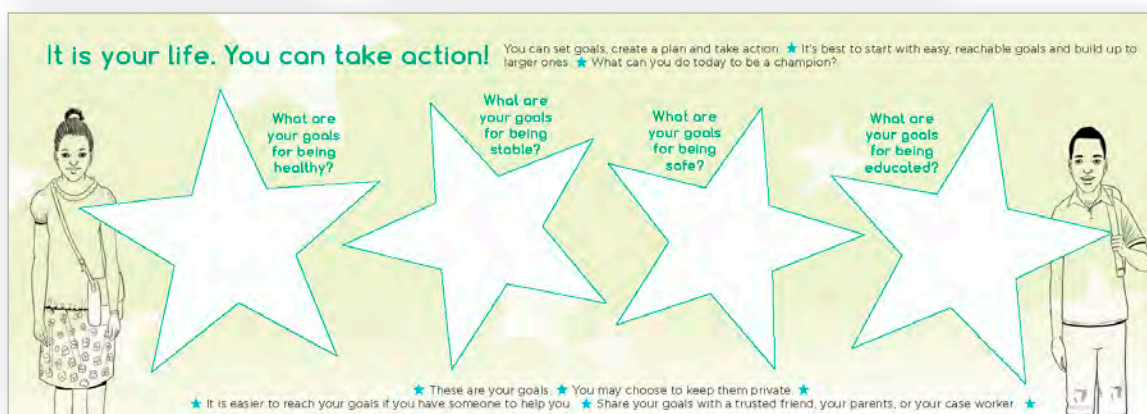 It is your life. You can take action!
You can set goals, create a plan and take action. ★ It's best to start with easy, reachable goals and build up to
larger ones. ★ What can you do today to be a champion?
What are
your goals
for being
healthy?
What are
your goals
for being
stable?
What are
your goals
for being
safe?
What are
your goals
for being
educated?
★ These are your goals. ★ You may choose to keep them private. ★
★ It is easier to reach your goals if you have someone to help you. ★ Share your goals with a trusted friend, your parents, or your case worker. ★